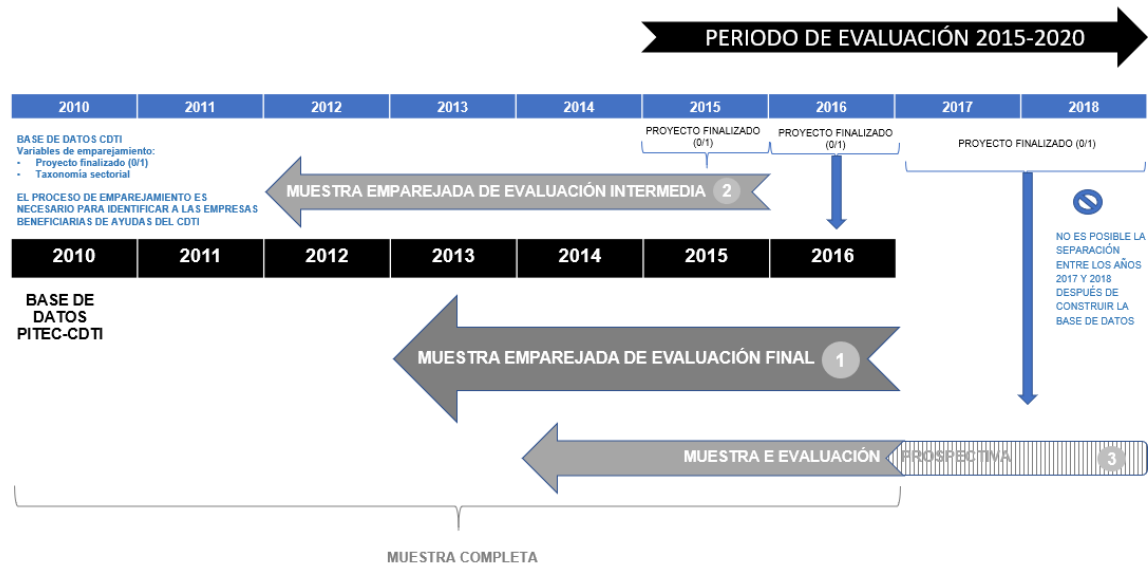 PERIODO DE EVALUACIÓN 2015-2020
2010 2011 2012 2013 2014 2015 2016 2017 2018
BASE DE DATOS CDTI
Variables de emparejamiento:
- Proyecto finalizado (0/1)
- Taxonomía sectorial
EL PROCESO DE EMPAREJAMIENTO ES
NECESARIO PARA IDENTIFICAR A LAS EMPRESAS
BENEFICIARIAS DE AYUDAS DEL CDTI
PROYECTO FINALIZADO
(0/1)
PROYECTO FINALIZADO
(0/1)
PROYECTO FINALIZADO (0/1)
MUESTRA EMPAREJADA DE EVALUACIÓN INTERMEDIA 2
NO ES POSIBLE LA
SEPARACIÓN
ENTRE LOS AÑOS
2017 Y 2018
DESPUÉS DE
CONSTRUIR LA
BASE DE DATOS
2010 2011 2012 2013 2014 2015 2016
BASE DE
DATOS
PITEC-CDTI
MUESTRA EMPAREJADA DE EVALUACIÓN FINAL 1
MUESTRA E EVALUACIÓN PROSPECTIVA 3
MUESTRA COMPLETA